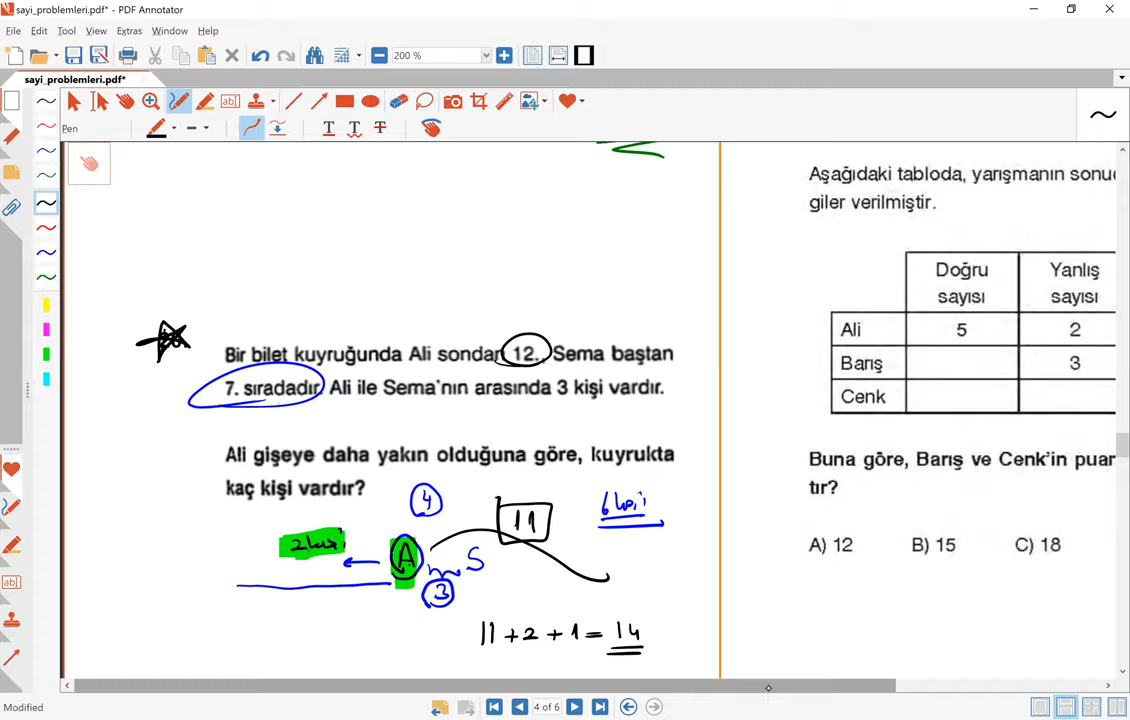 sayi_problemleri.pdf* - PDF Annotator
File Edit Tool View Extras Window Help
200 %
sayi_problemleri.pdf*
Pen
Bir bilet kuyruğunda Ali sondan 12., Sema baştan
7. sıradadır. Ali ile Sema'nın arasında 3 kişi vardır.
Ali gişeye daha yakın olduğuna göre, kuyrukta
kaç kişi vardır?
4
11
6 kişi
2 kişi
A
S
3
11 + 2 + 1 = 14
Aşağıdaki tabloda, yarışmanın sonu
giler verilmiştir.
Doğru sayısı Yanlış sayısı
Ali 5 2
Barış 3
Cenk
Buna göre, Barış ve Cenk'in puan
tır?
A) 12 B) 15 C) 18
Modified
4 of 6